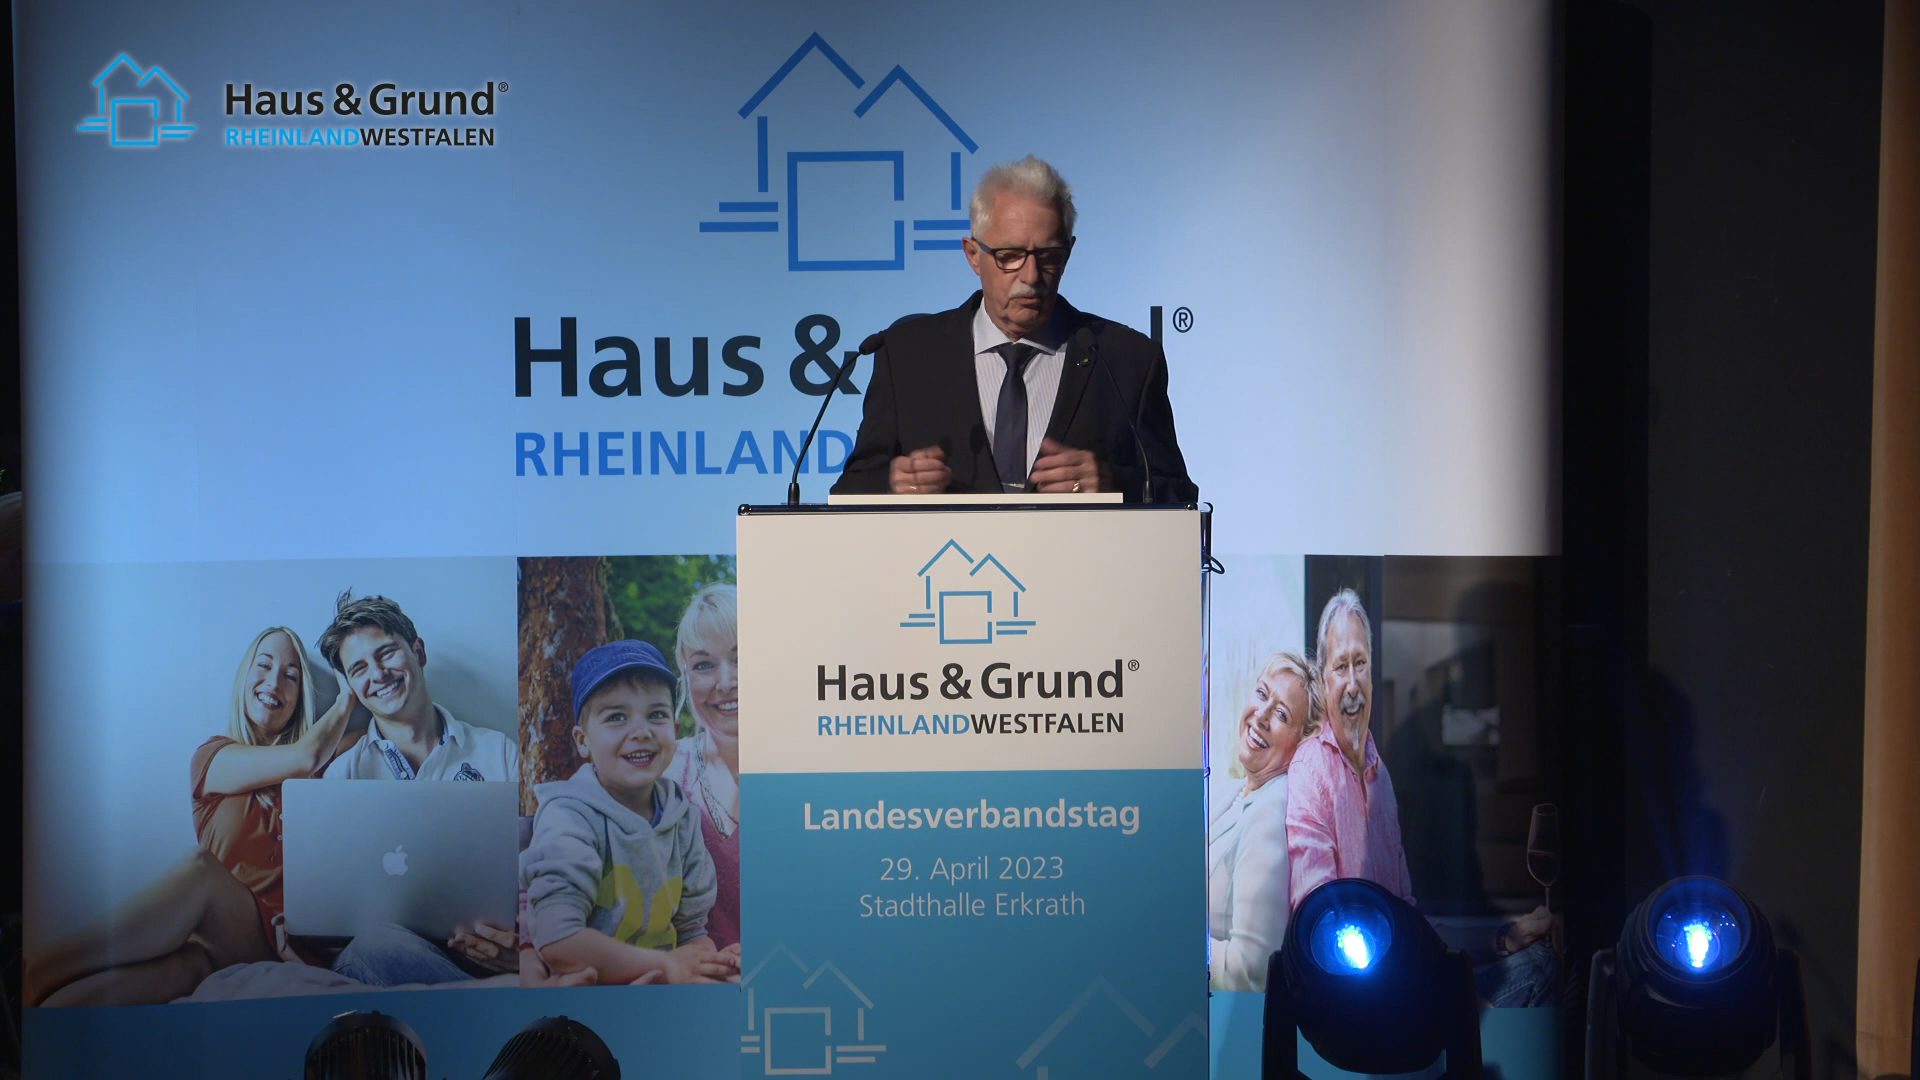 Haus & Grund®
RHEINLANDWESTFALEN
Haus & d®
RHEINLAND
Haus & Grund®
RHEINLANDWESTFALEN
Landesverbandstag
29. April 2023
Stadthalle Erkrath